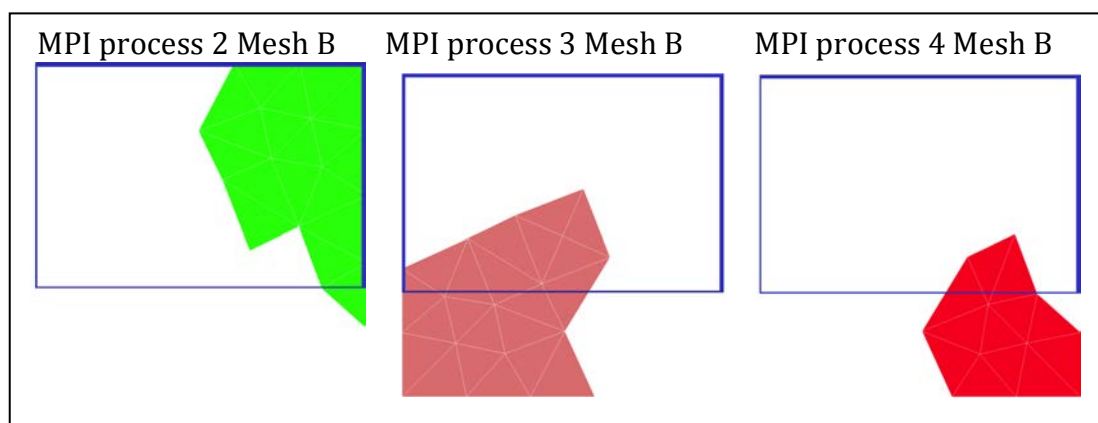 MPI process 2 Mesh B
MPI process 3 Mesh B
MPI process 4 Mesh B